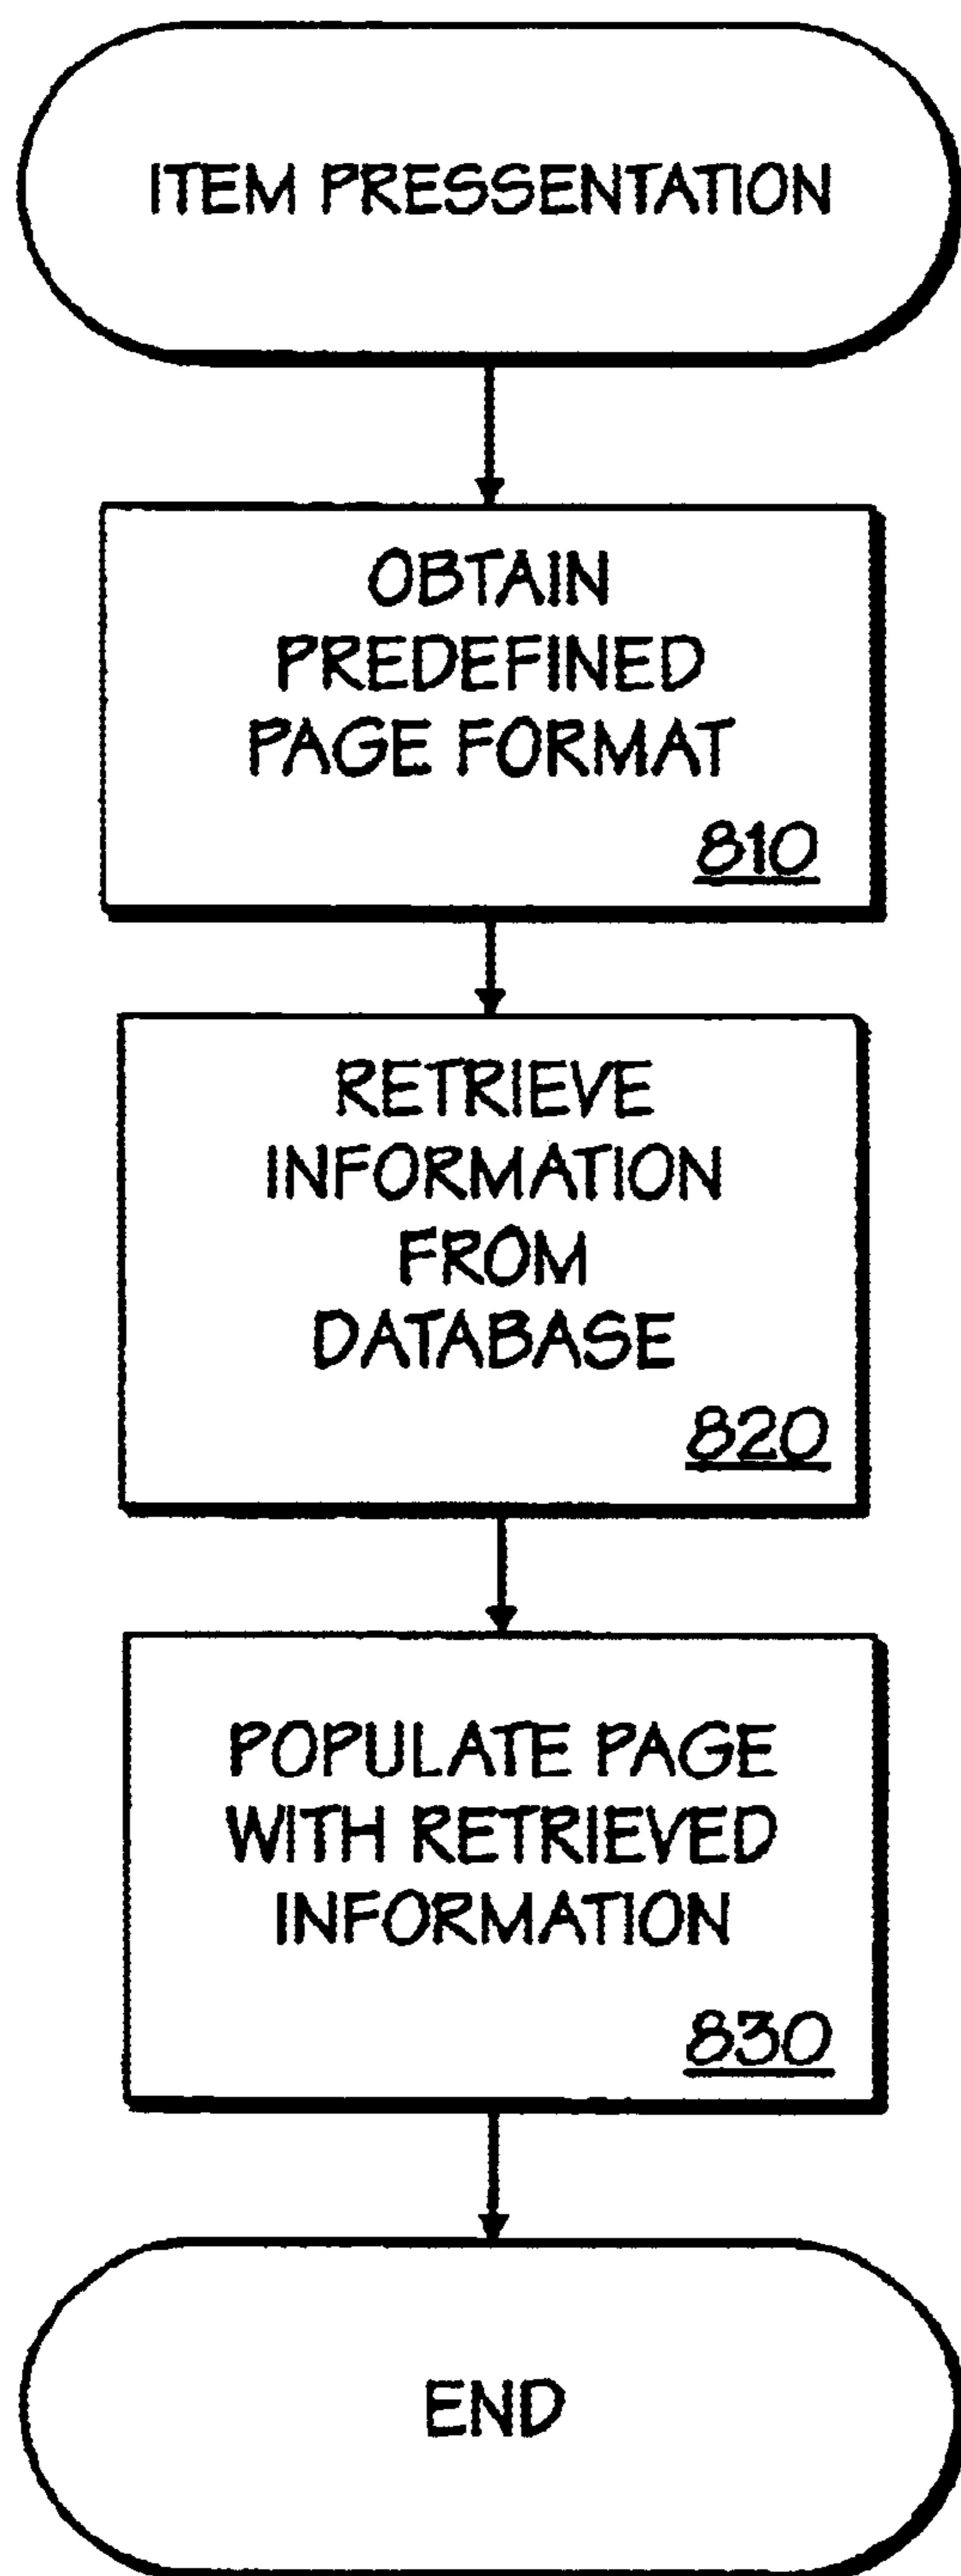 ITEM PRESSENTATION
OBTAIN
PREDEFINED
PAGE FORMAT
810
RETRIEVE
INFORMATION
FROM
DATABASE
820
POPULATE PAGE
WITH RETRIEVED
INFORMATION
830
END